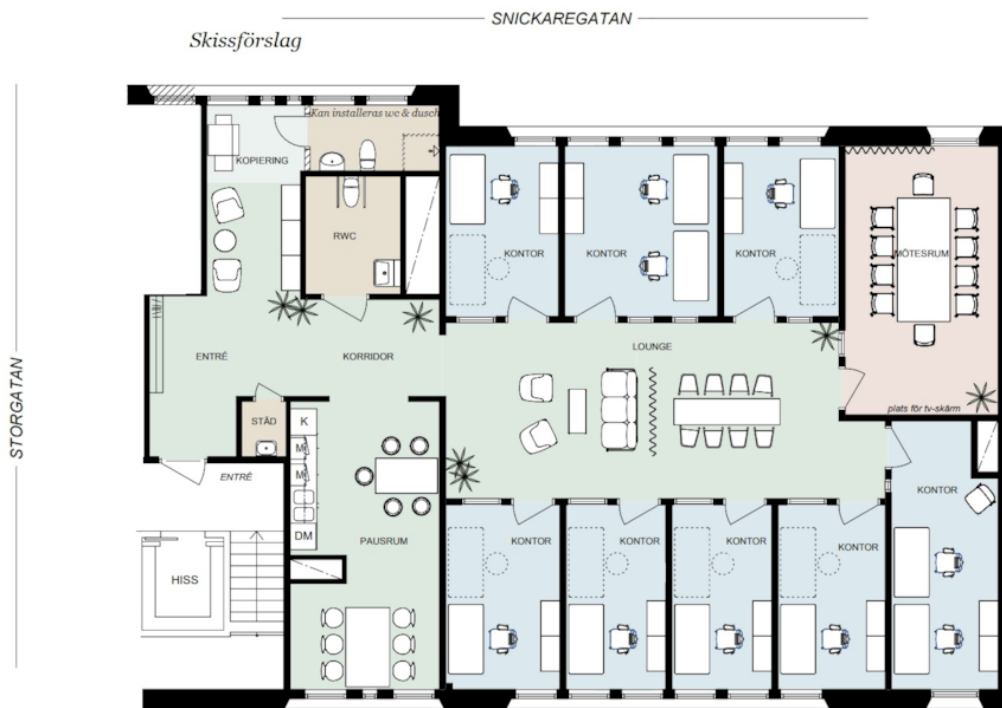 SNICKAREGATAN
Skissförslag
STORGATAN
Kan installeras wc & dusch
KOPIERING
RWC
KONTOR
KONTOR
KONTOR
MÖTESRUM
ENTRÉ
KORRIDOR
LOUNGE
plats för tv-skärm
STÄD
K
M
M
DM
ENTRÉ
HISS
PAUSRUM
KONTOR
KONTOR
KONTOR
KONTOR
KONTOR